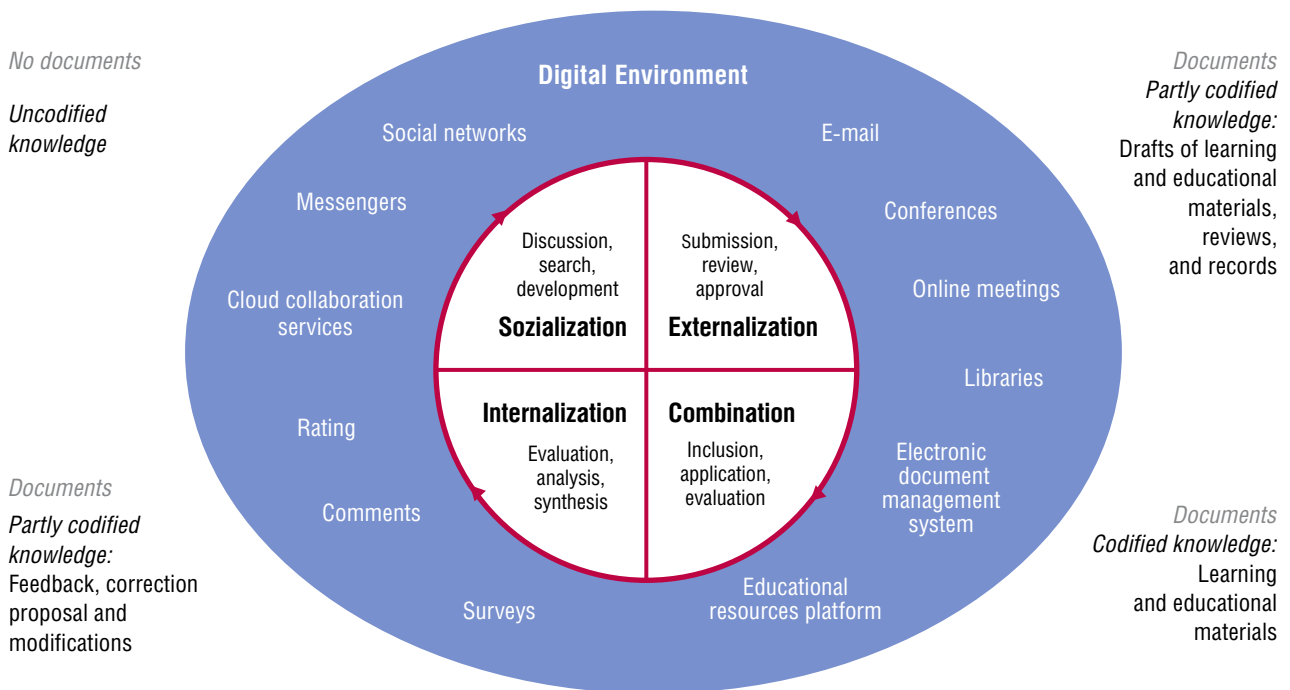 No documents
Uncodified
knowledge
Digital Environment
Social networks
Messengers
Cloud collaboration
services
Rating
Comments
Surveys
E-mail
Conferences
Online meetings
Libraries
Electronic
document
management
system
Educational
resources platform
Discussion,
search,
development
Sozialization
Submission,
review,
approval
Externalization
Internalization
Evaluation,
analysis,
synthesis
Combination
Inclusion,
application,
evaluation
Documents
Partly codified
knowledge:
Drafts of learning
and educational
materials,
reviews,
and records
Documents
Partly codified
knowledge:
Feedback, correction
proposal and
modifications
Documents
Codified knowledge:
Learning
and educational
materials